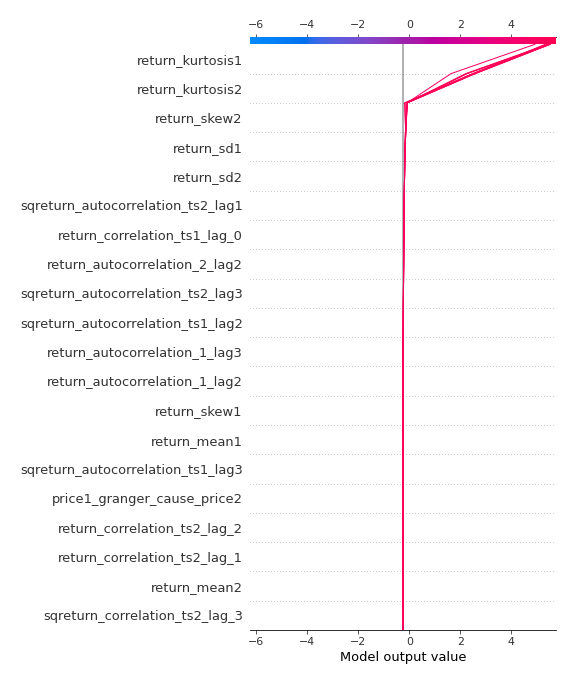 −6 −4 −2 0 2 4
return_kurtosis1
return_kurtosis2
return_skew2
return_sd1
return_sd2
sqreturn_autocorrelation_ts2_lag1
return_correlation_ts1_lag_0
return_autocorrelation_2_lag2
sqreturn_autocorrelation_ts2_lag3
sqreturn_autocorrelation_ts1_lag2
return_autocorrelation_1_lag3
return_autocorrelation_1_lag2
return_skew1
return_mean1
sqreturn_autocorrelation_ts1_lag3
price1_granger_cause_price2
return_correlation_ts2_lag_2
return_correlation_ts2_lag_1
return_mean2
sqreturn_correlation_ts2_lag_3
−6 −4 −2 0 2 4
Model output value